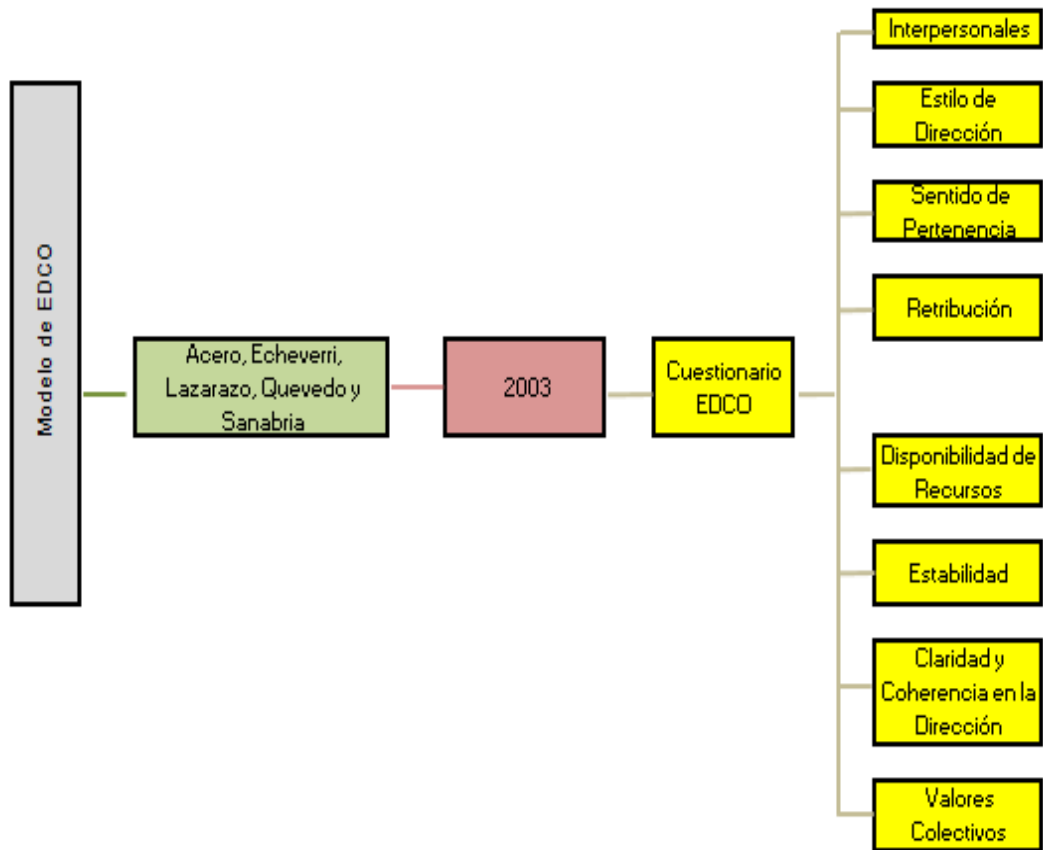 Modelo de EDCO
Acero, Echeverri,
Lazarazo, Quevedo y
Sanabria
2003
Cuestionario
EDCO
Interpersonales
Estilo de
Dirección
Sentido de
Pertenencia
Retribución
Disponibilidad de
Recursos
Estabilidad
Claridad y
Coherencia en la
Dirección
Valores
Colectivos